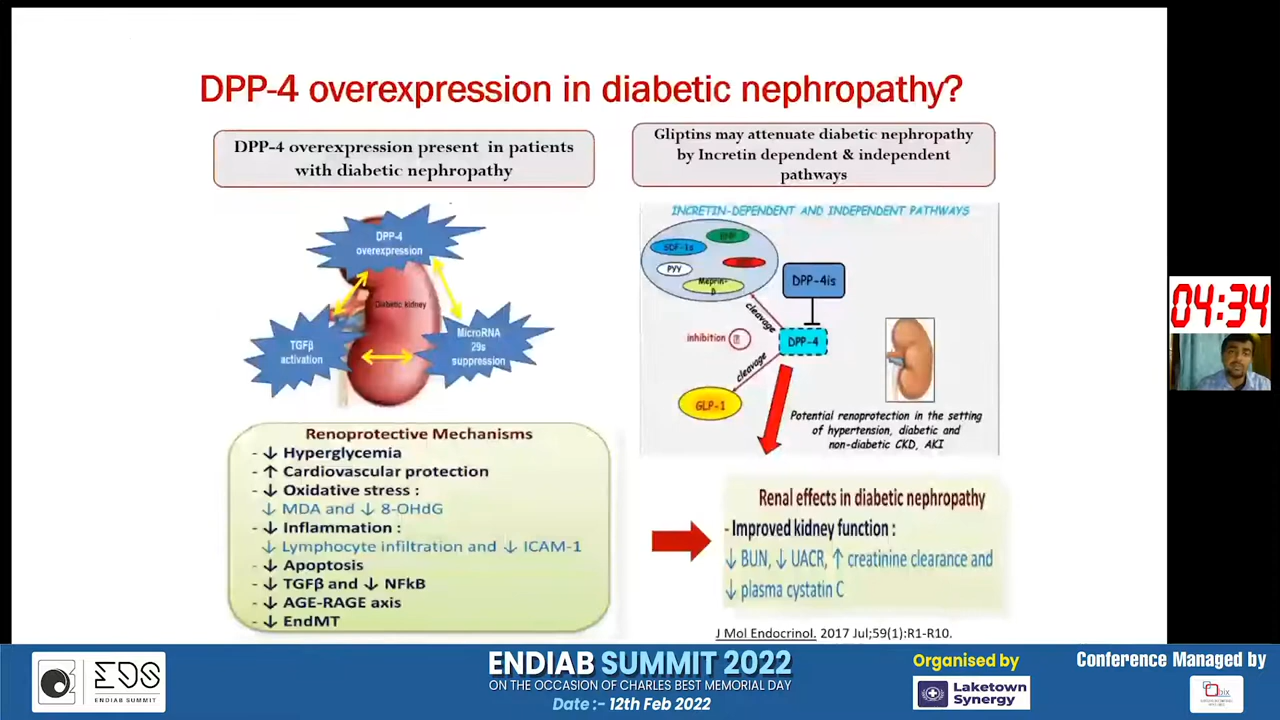 DPP-4 overexpression in diabetic nephropathy?
DPP-4 overexpression present in patients
with diabetic nephropathy
Gliptins may attenuate diabetic nephropathy
by Incretin dependent & independent
pathways
DPP-4
overexpression
Diabetic kidney
TGFβ
activation
MicroRNA
29s
suppression
INCRETIN-DEPENDENT AND INDEPENDENT PATHWAYS
SDF-1α
PYY
Meprin-
β
DPP-4is
cleavage
inhibition
DPP-4
cleavage
GLP-1
Potential renoprotection in the setting
of hypertension, diabetic and
non-diabetic CKD, AKI
Renoprotective Mechanisms
- ↓ Hyperglycemia
- ↑ Cardiovascular protection
- ↓ Oxidative stress :
↓ MDA and ↓ 8-OHdG
- ↓ Inflammation :
↓ Lymphocyte infiltration and ↓ ICAM-1
- ↓ Apoptosis
- ↓ TGFβ and ↓ NFkB
- ↓ AGE-RAGE axis
- ↓ EndMT
Renal effects in diabetic nephropathy
- Improved kidney function :
↓ BUN, ↓ UACR, ↑ creatinine clearance and
↓ plasma cystatin C
J Mol Endocrinol. 2017 Jul;59(1):R1-R10.
04:34
EDS
ENDIAB SUMMIT
ENDIAB SUMMIT 2022
ON THE OCCASION OF CHARLES BEST MEMORIAL DAY
Date :- 12th Feb 2022
Organised by
Laketown
Synergy
Conference Managed by